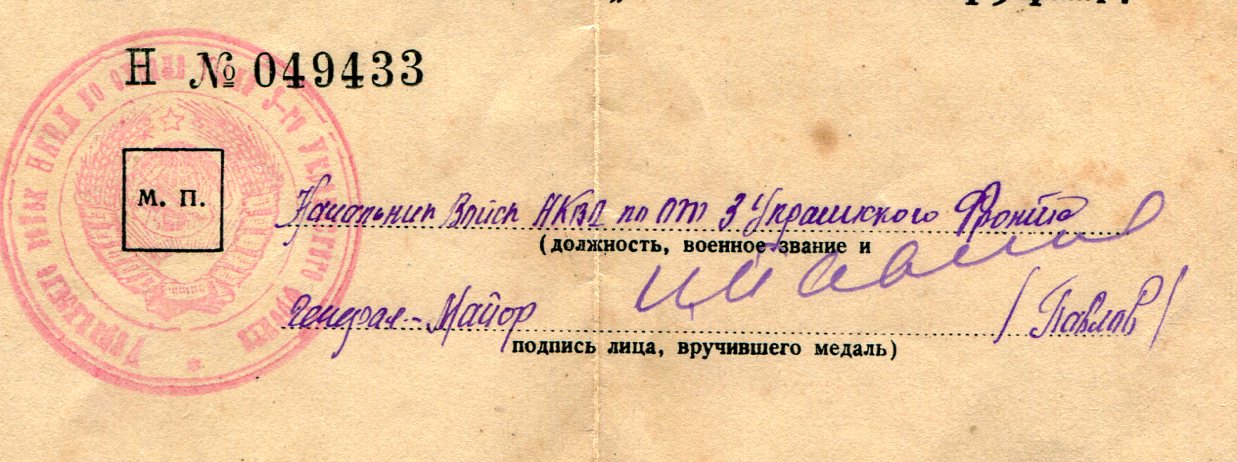 Н № 049433
М. П.
Начальник Войск НКВД по ОТ 3 Украинского Фронта
(должность, военное звание и
Генерал-Майор / Павлов /
подпись лица, вручившего медаль)